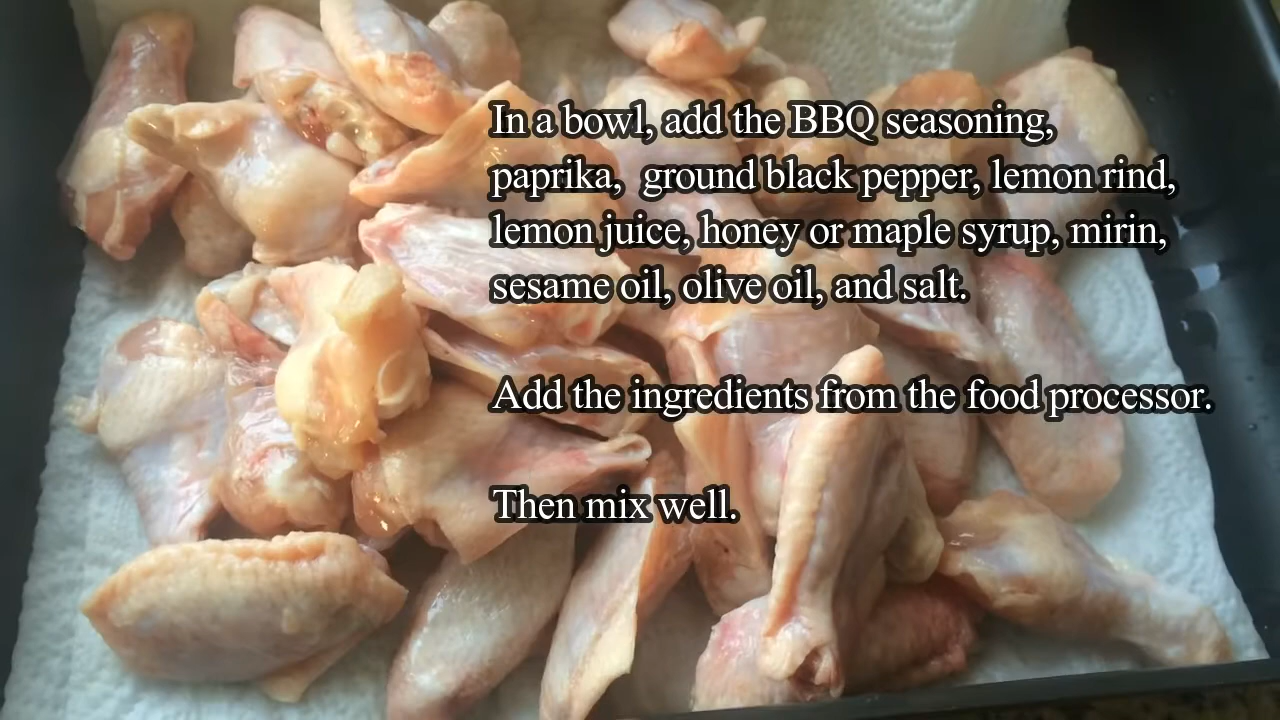 In a bowl, add the BBQ seasoning,
paprika,  ground black pepper, lemon rind,
lemon juice, honey or maple syrup, mirin,
sesame oil, olive oil, and salt.
Add the ingredients from the food processor.
Then mix well.